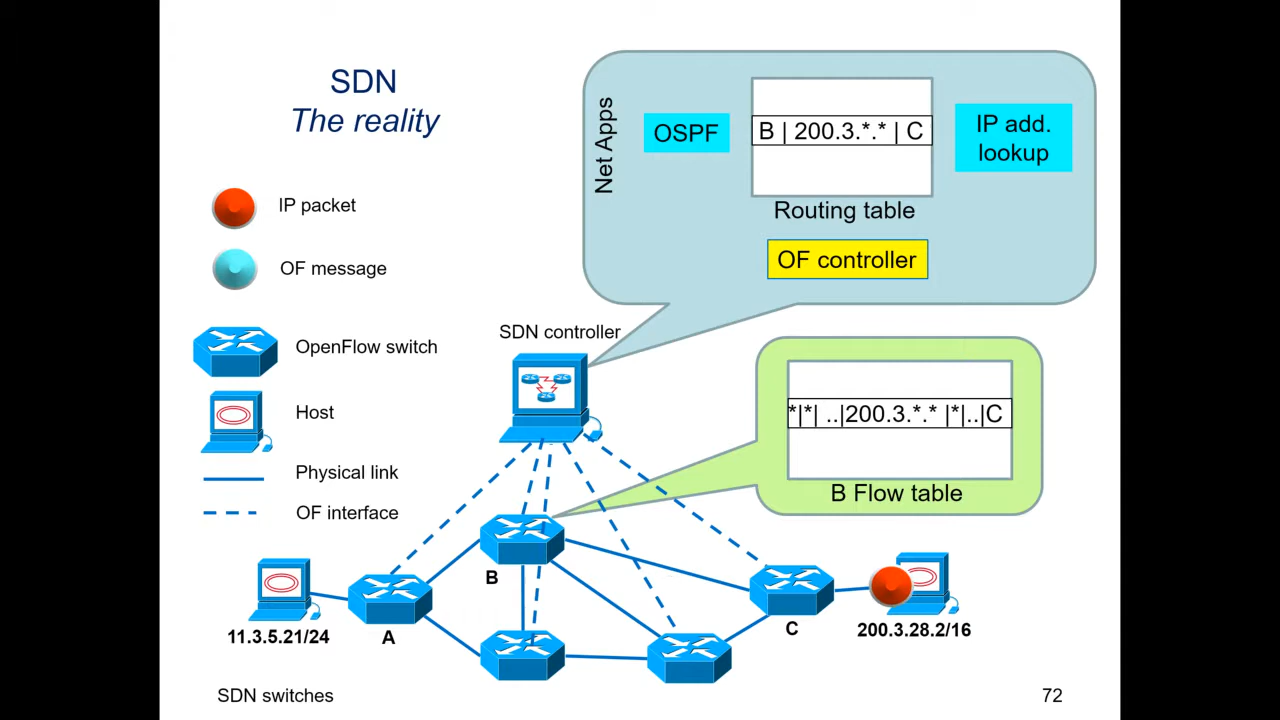 SDN
The reality
IP packet
OF message
OpenFlow switch
Host
Physical link
OF interface
Net Apps
OSPF
B | 200.3.*.* | C
IP add.
lookup
Routing table
OF controller
SDN controller
*|*| ..|200.3.*.* |*|..|C
B Flow table
B
A
C
11.3.5.21/24
200.3.28.2/16
SDN switches
72